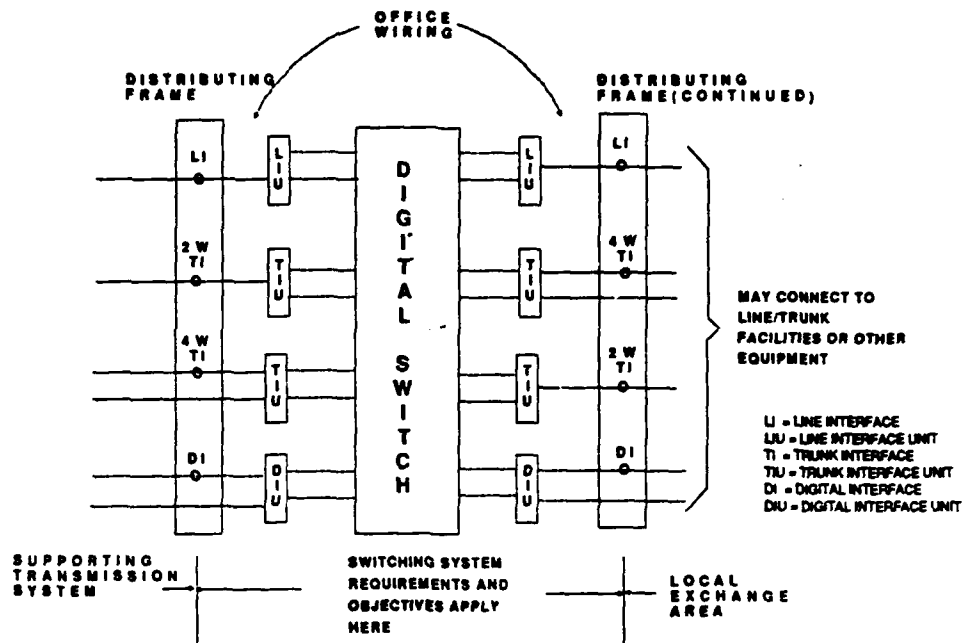 OFFICE
WIRING
DISTRIBUTING
FRAME
DISTRIBUTING
FRAME(CONTINUED)
LI
LIU
DIGITAL SWITCH
LIU
LI
2 W
TI
TIU
TIU
4 W
TI
4 W
TI
TIU
TIU
2 W
TI
DI
DIU
DIU
DI
MAY CONNECT TO
LINE/TRUNK
FACILITIES OR OTHER
EQUIPMENT
LI = LINE INTERFACE
LIU = LINE INTERFACE UNIT
TI = TRUNK INTERFACE
TIU = TRUNK INTERFACE UNIT
DI = DIGITAL INTERFACE
DIU = DIGITAL INTERFACE UNIT
SUPPORTING
TRANSMISSION
SYSTEM
SWITCHING SYSTEM
REQUIREMENTS AND
OBJECTIVES APPLY
HERE
LOCAL
EXCHANGE
AREA